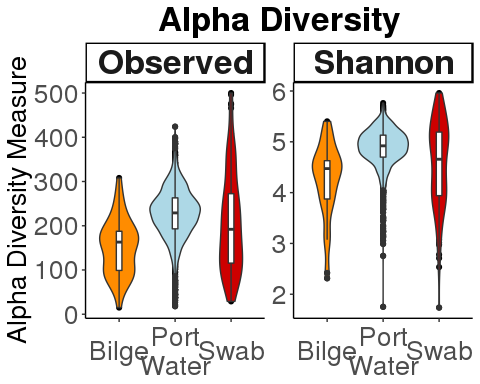 Alpha Diversity
Observed
Shannon
Alpha Diversity Measure
500
400
300
200
100
0
6
5
4
3
2
Bilge
Port
Water
Swab
Bilge
Port
Water
Swab